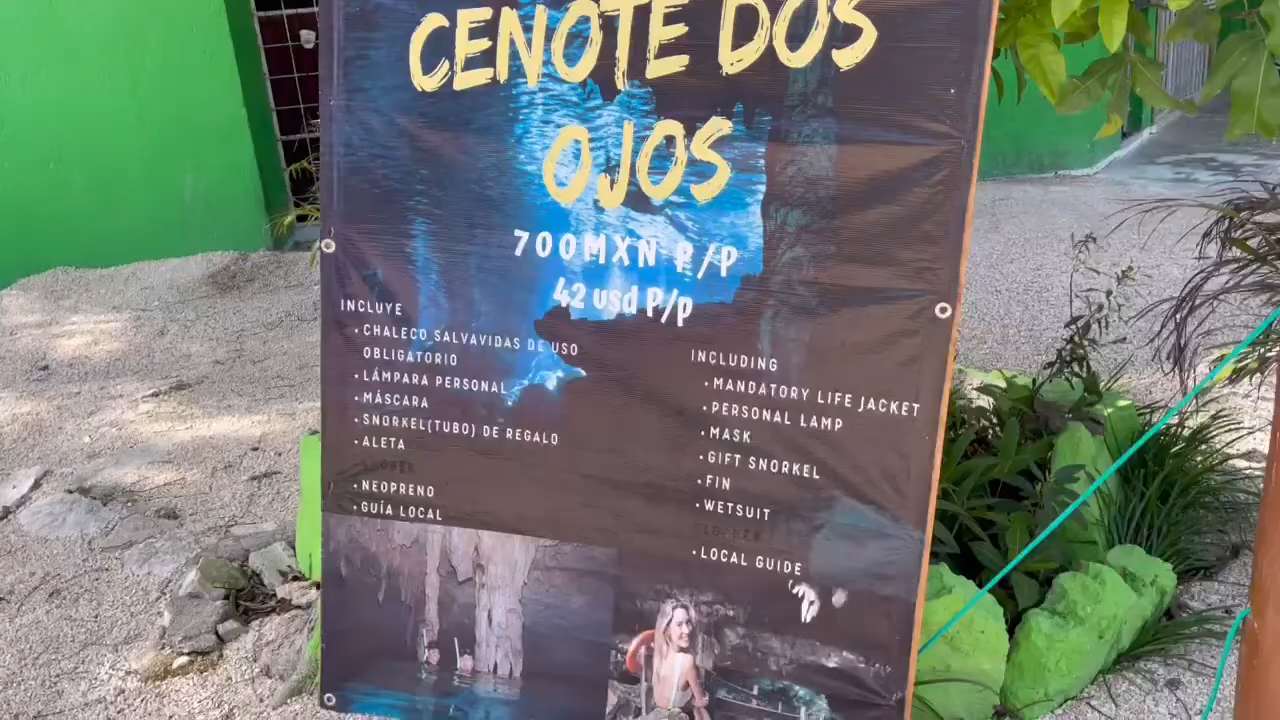 CENOTE DOS
OJOS
700MXN P/P
42 usd P/p
INCLUYE
• CHALECO SALVAVIDAS DE USO
OBLIGATORIO
• LÁMPARA PERSONAL
• MÁSCARA
• SNORKEL(TUBO) DE REGALO
• ALETA
• NEOPRENO
• GUÍA LOCAL
INCLUDING
• MANDATORY LIFE JACKET
• PERSONAL LAMP
• MASK
• GIFT SNORKEL
• FIN
• WETSUIT
• LOCAL GUIDE